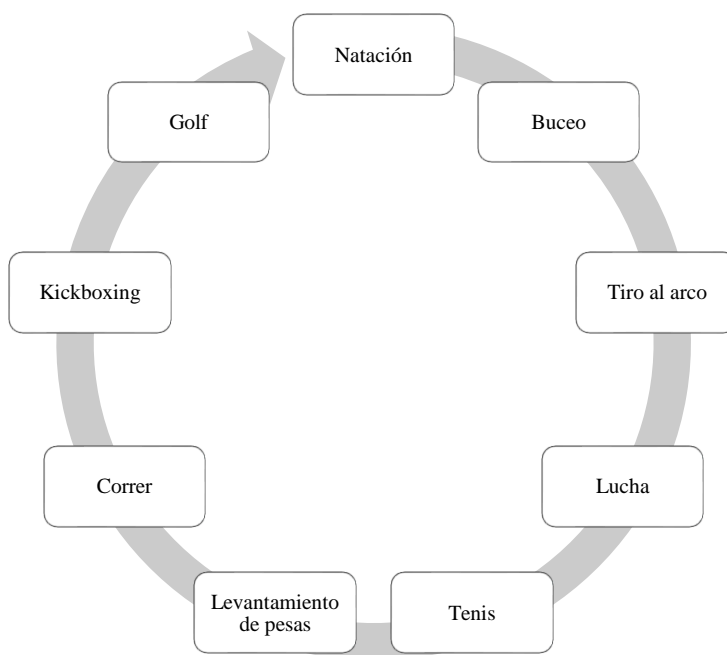 Natación
Buceo
Tiro al arco
Lucha
Tenis
Levantamiento
de pesas
Correr
Kickboxing
Golf